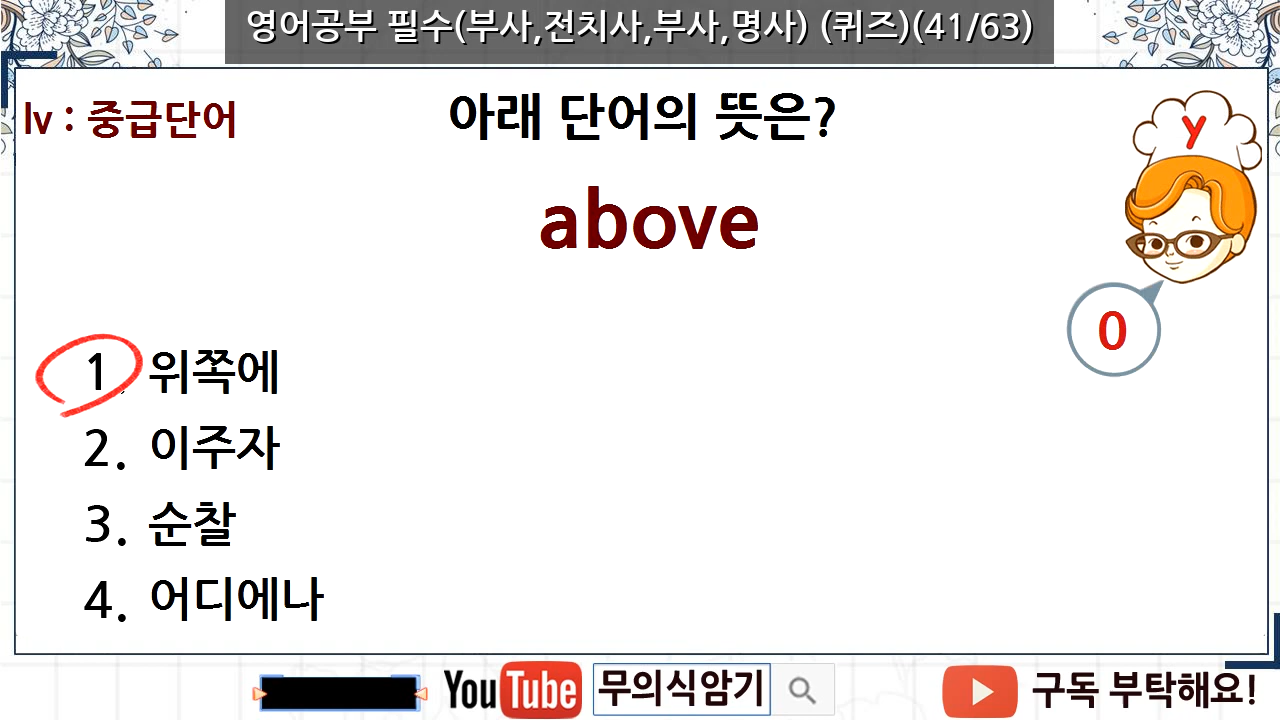 영어공부 필수(부사,전치사,부사,명사) (퀴즈)(41/63)
lv : 중급단어
아래 단어의 뜻은?
y
above
0
1. 위쪽에
2. 이주자
3. 순찰
4. 어디에나
YouTube 무의식암기
구독 부탁해요!